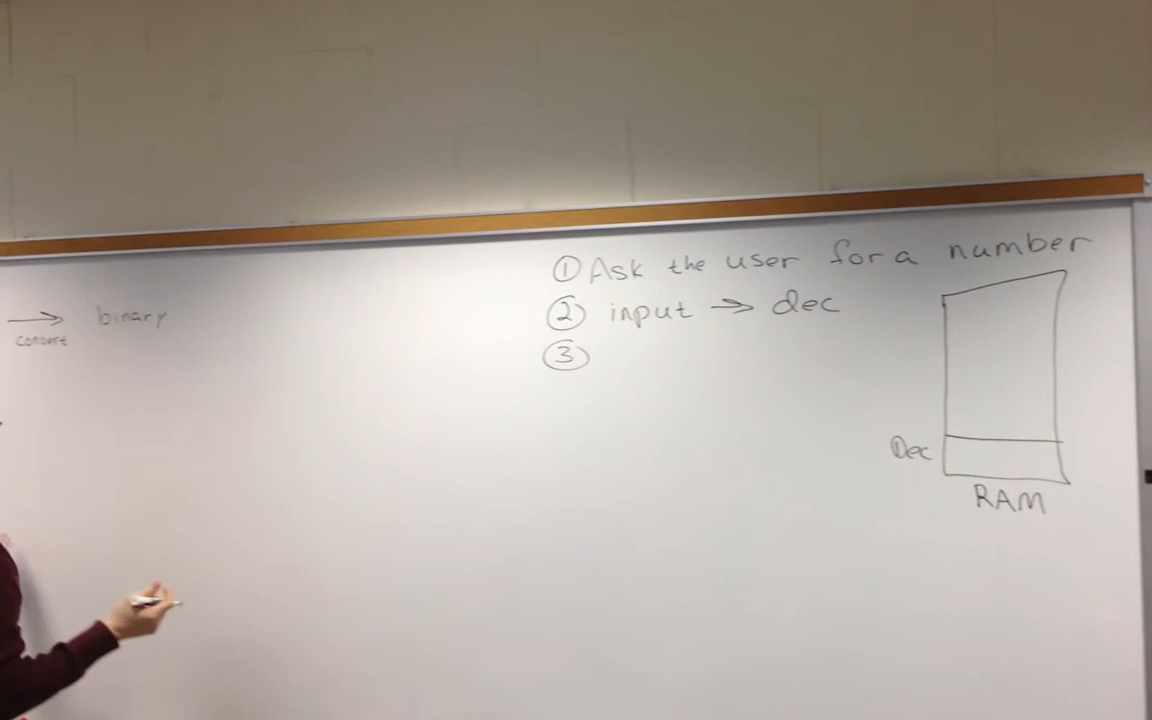 ① Ask the user for a number
② input → dec
③
→ binary
convert
Dec
RAM